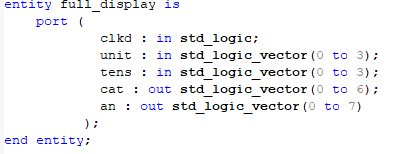 entity full_display is
port (
clkd : in std_logic;
unit : in std_logic_vector(0 to 3);
tens : in std_logic_vector(0 to 3);
cat : out std_logic_vector(0 to 6);
an : out std_logic_vector(0 to 7)
);
end entity;